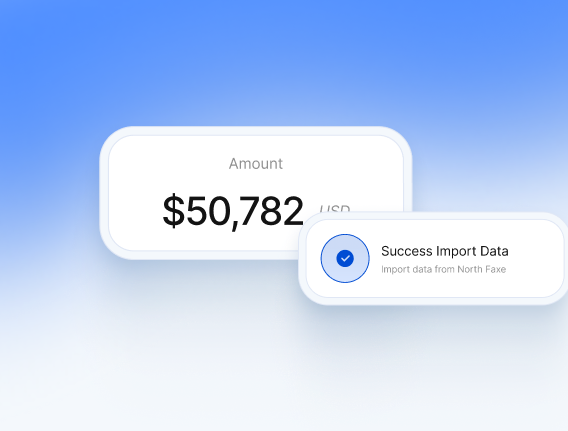 Amount
$50,782 USD
Success Import Data
Import data from North Faxe